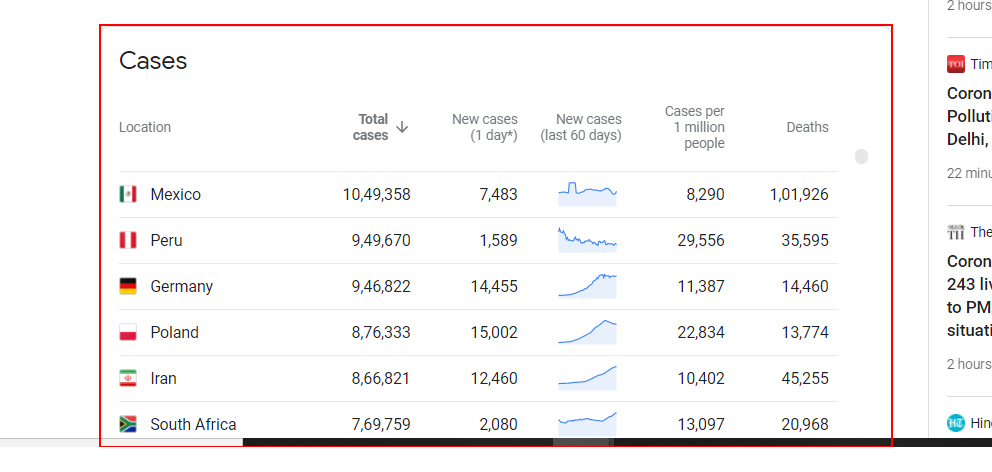 2 hours
Cases
Location
Total cases
New cases (1 day*)
New cases (last 60 days)
Cases per 1 million people
Deaths
Mexico 10,49,358 7,483 8,290 1,01,926
Peru 9,49,670 1,589 29,556 35,595
Germany 9,46,822 14,455 11,387 14,460
Poland 8,76,333 15,002 22,834 13,774
Iran 8,66,821 12,460 10,402 45,255
South Africa 7,69,759 2,080 13,097 20,968
TOI Tim
Coron
Polluti
Delhi,
22 minu
The
Coron
243 liv
to PM
situati
2 hours
HT Hin